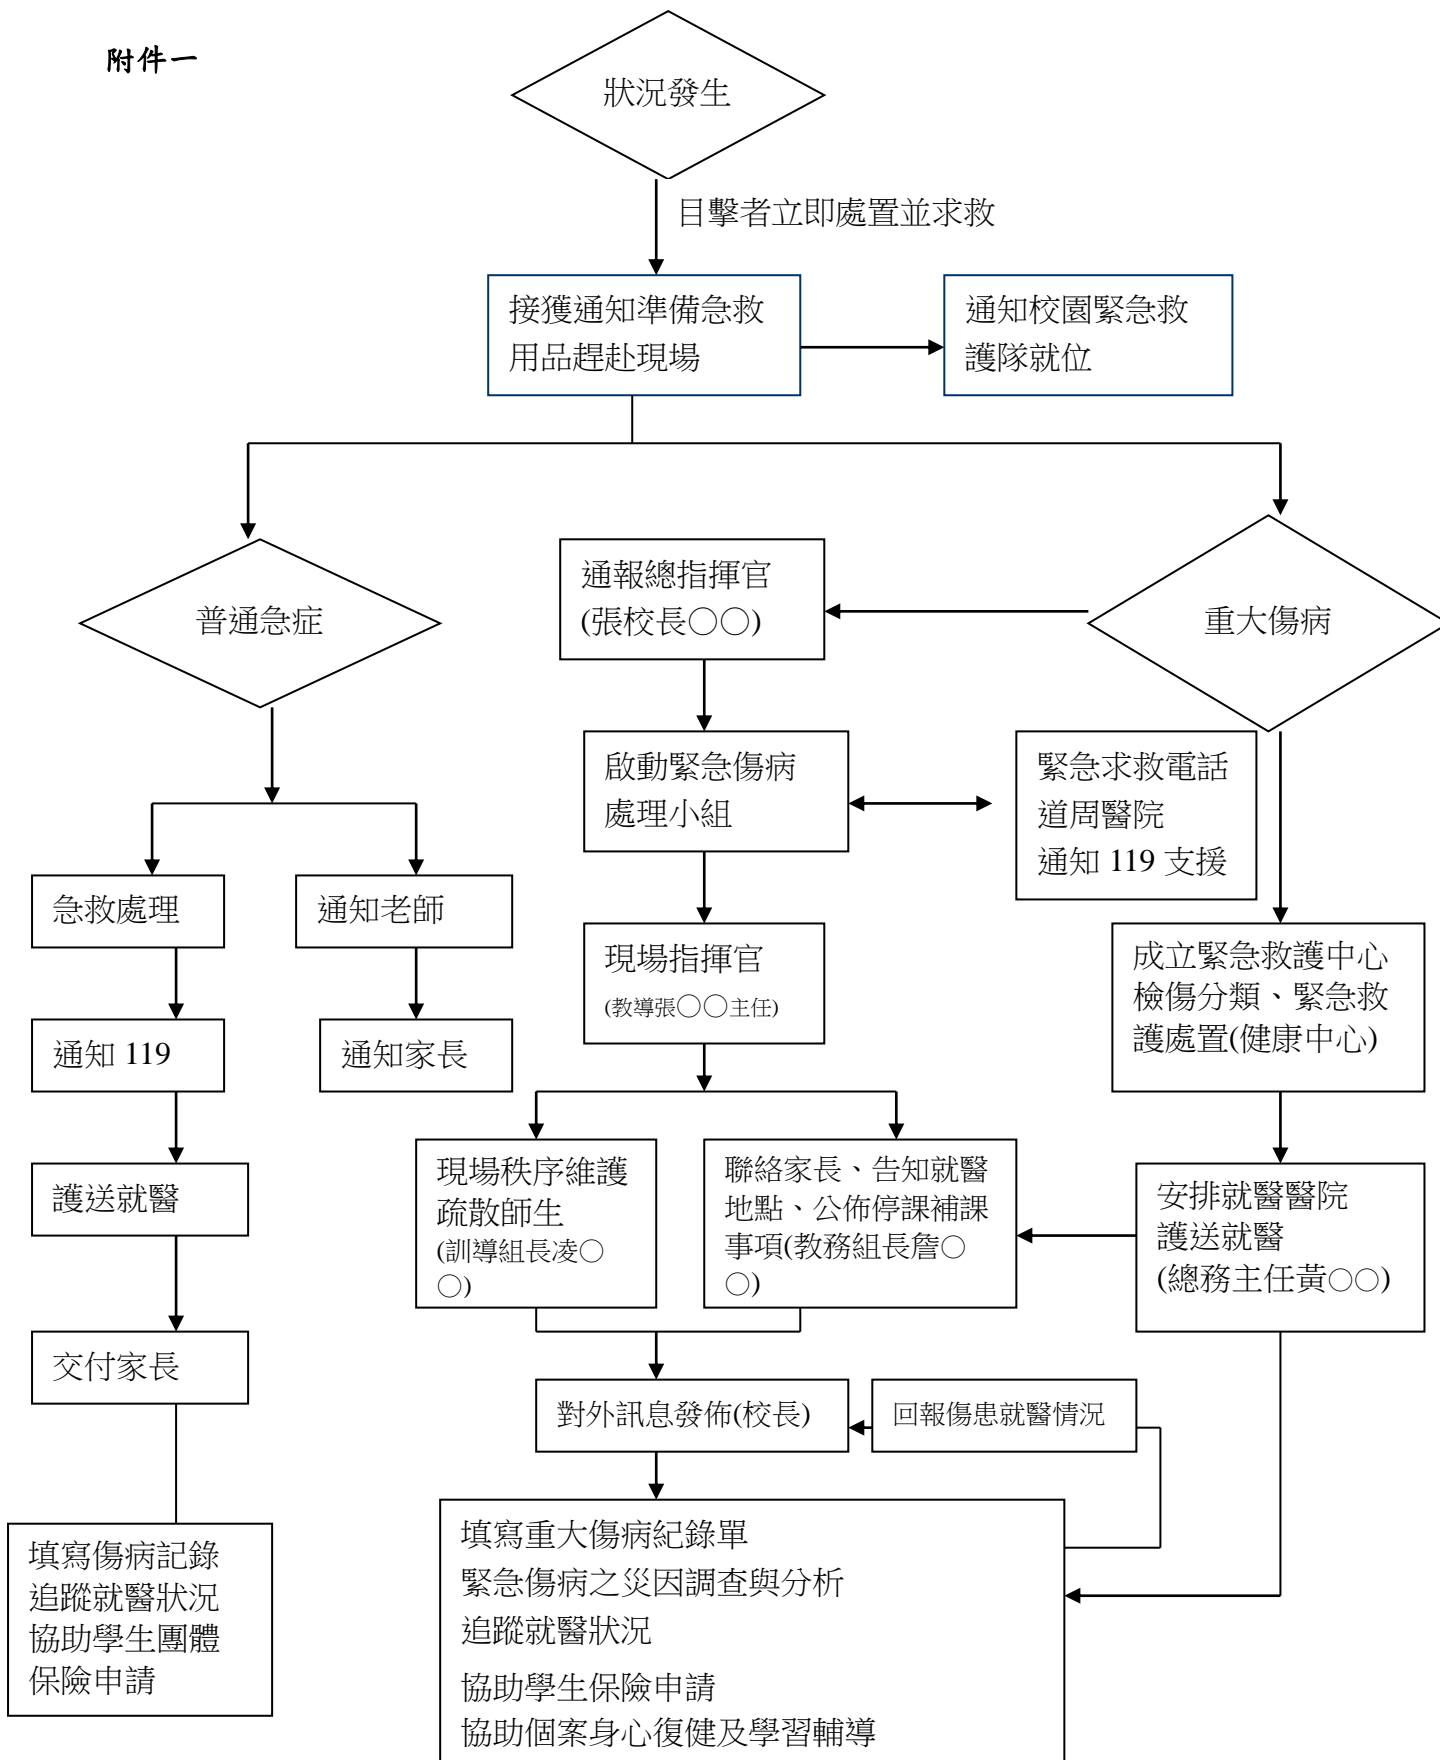 附件一
狀況發生
目擊者立即處置並求救
接獲通知準備急救
用品趕赴現場
通知校園緊急救
護隊就位
普通急症
通報總指揮官
(張校長○○)
重大傷病
啟動緊急傷病
處理小組
緊急求救電話
道周醫院
通知 119 支援
急救處理
通知老師
現場指揮官
(教導張○○主任)
成立緊急救護中心
檢傷分類、緊急救
護處置(健康中心)
通知 119
通知家長
護送就醫
現場秩序維護
疏散師生
(訓導組長凌○
○)
聯絡家長、告知就醫
地點、公佈停課補課
事項(教務組長詹○
○)
安排就醫醫院
護送就醫
(總務主任黃○○)
交付家長
對外訊息發佈(校長)
回報傷患就醫情況
填寫傷病記錄
追蹤就醫狀況
協助學生團體
保險申請
填寫重大傷病紀錄單
緊急傷病之災因調查與分析
追蹤就醫狀況
協助學生保險申請
協助個案身心復健及學習輔導